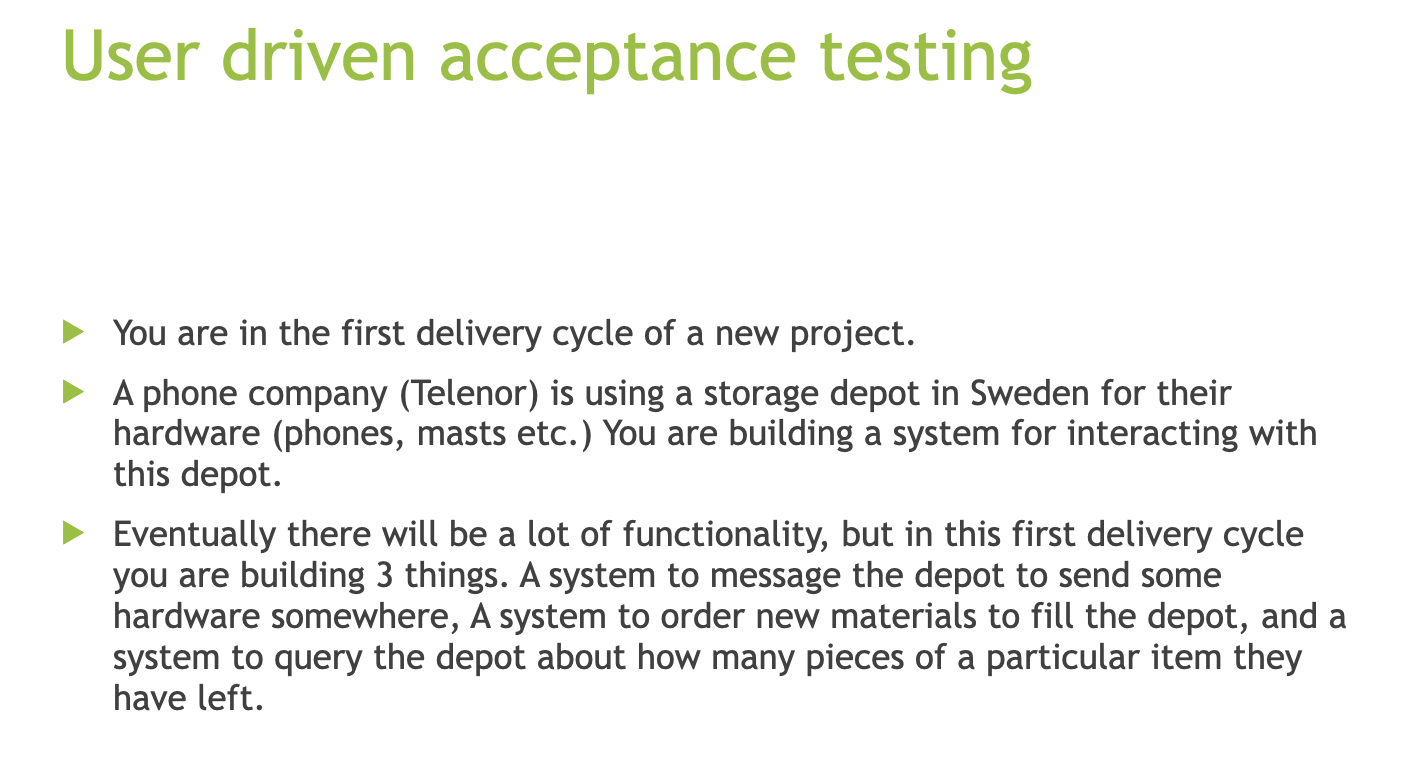 User driven acceptance testing
You are in the first delivery cycle of a new project.
A phone company (Telenor) is using a storage depot in Sweden for their
hardware (phones, masts etc.) You are building a system for interacting with
this depot.
Eventually there will be a lot of functionality, but in this first delivery cycle
you are building 3 things. A system to message the depot to send some
hardware somewhere, A system to order new materials to fill the depot, and a
system to query the depot about how many pieces of a particular item they
have left.